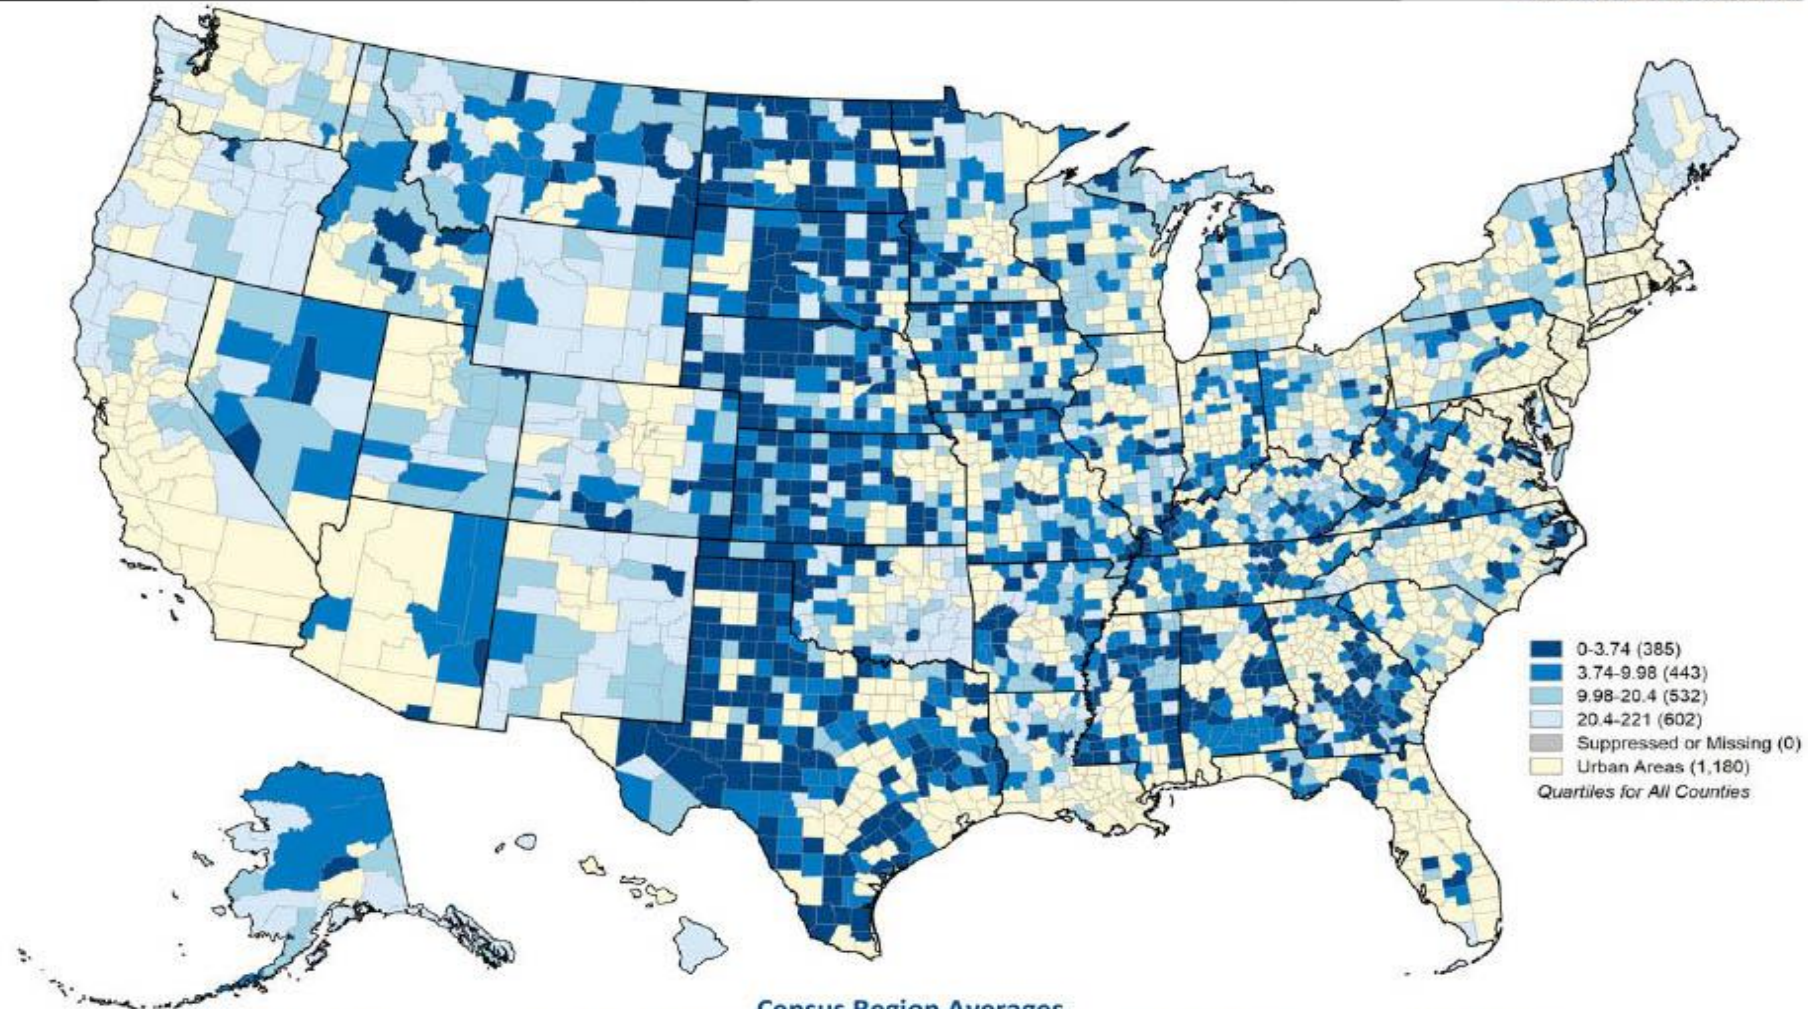 0-3.74 (385)
3.74-9.98 (443)
9.98-20.4 (532)
20.4-221 (602)
Suppressed or Missing (0)
Urban Areas (1,180)
Quartiles for All Counties
Census Region Averages